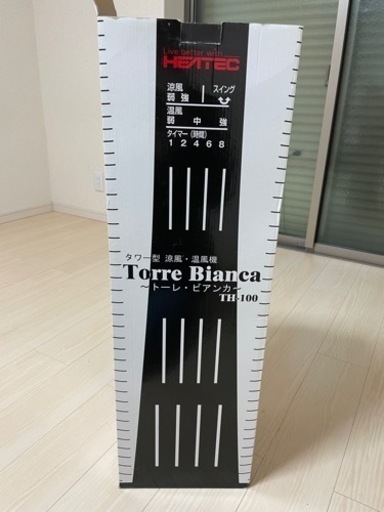 Live better with
HEATEC
涼風 スイング
弱 強
温風
弱 中 強
タイマー(時間)
1 2 4 6 8
タワー型 涼風・温風機
Torre Bianca
～トーレ・ビアンカ～
TH-100